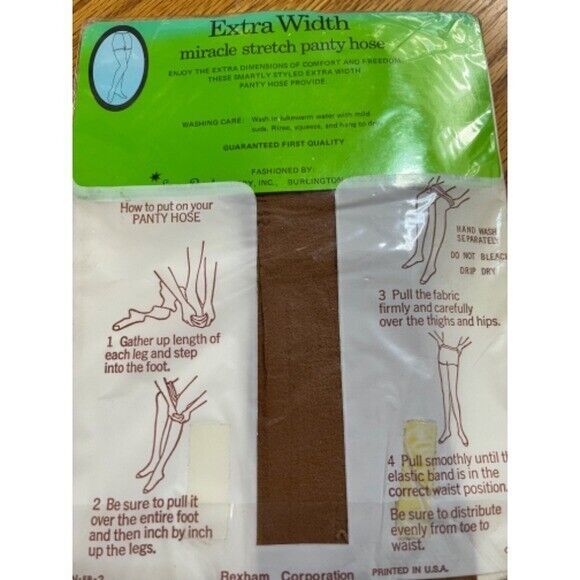 Extra Width
miracle stretch panty hose
ENJOY THE EXTRA DIMENSIONS OF COMFORT AND FREEDOM
THESE SMARTLY STYLED EXTRA WIDTH
PANTY HOSE PROVIDE.
WASHING CARE: Wash in lukewarm water with mild
suds. Rinse, squeeze, and hang to dry
GUARANTEED FIRST QUALITY
FASHIONED BY:
RY, INC., BURLINGTON
How to put on your
PANTY HOSE
1 Gather up length of
each leg and step
into the foot.
2 Be sure to pull it
over the entire foot
and then inch by inch
up the legs.
HAND WASH
SEPARATELY
DO NOT BLEACH
DRIP DRY
3 Pull the fabric
firmly and carefully
over the thighs and hips.
4 Pull smoothly until th
elastic band is in the
correct waist position.
Be sure to distribute
evenly from toe to
waist.
Rexham Corporation
PRINTED IN U.S.A.